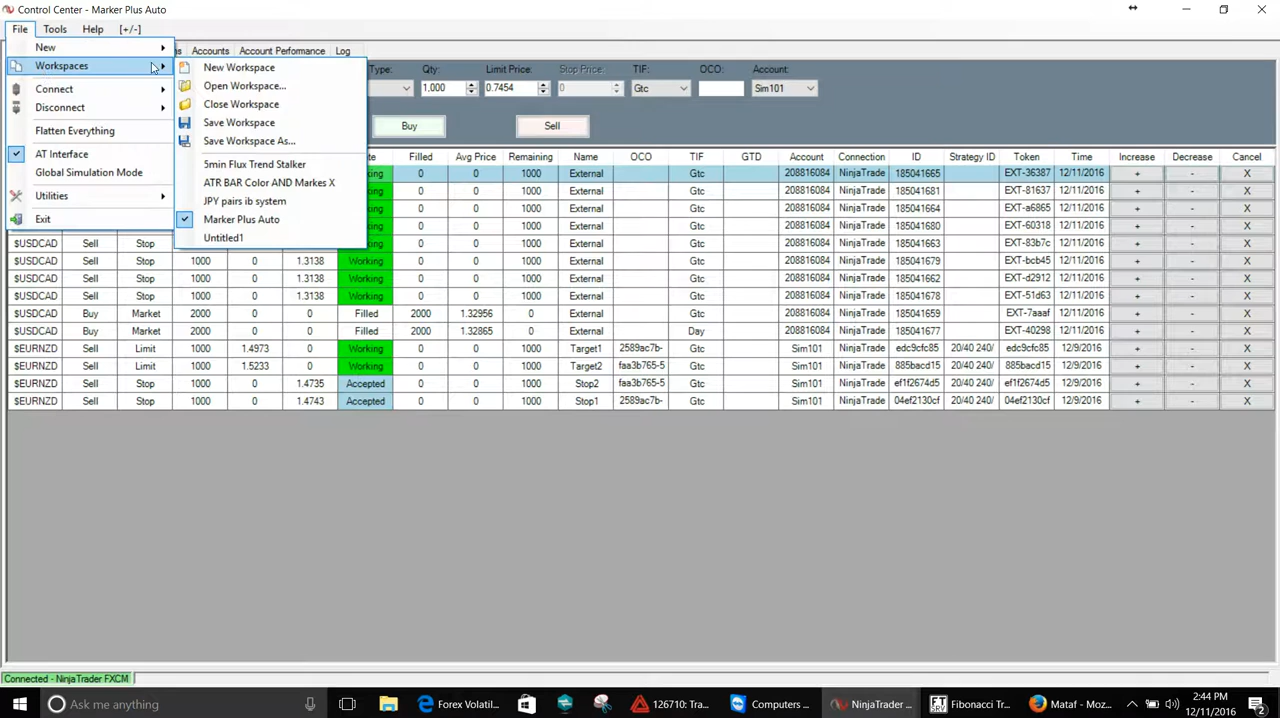 Control Center - Marker Plus Auto
File Tools Help [+/-]
Accounts Account Performance Log
New
Workspaces
Connect
Disconnect
Flatten Everything
AT Interface
Global Simulation Mode
Utilities
Exit
New Workspace
Open Workspace...
Close Workspace
Save Workspace
Save Workspace As...
5min Flux Trend Stalker
ATR BAR Color AND Markes X
JPY pairs ib system
Marker Plus Auto
Untitled1
Type: Qty: Limit Price: Stop Price: TIF: OCO: Account:
1,000 0.7454 0 Gtc Sim101
Buy Sell
Filled Avg Price Remaining Name OCO TIF GTD Account Connection ID Strategy ID Token Time Increase Decrease Cancel
0 0 1000 External Gtc 208816084 NinjaTrade 185041665 EXT-36387 12/11/2016 + - X
0 0 1000 External Gtc 208816084 NinjaTrade 185041681 EXT-81637 12/11/2016 + - X
0 0 1000 External Gtc 208816084 NinjaTrade 185041664 EXT-a6865 12/11/2016 + - X
0 0 1000 External Gtc 208816084 NinjaTrade 185041680 EXT-60318 12/11/2016 + - X
$USDCAD Sell Stop 1000 0 1.3138 Working 0 0 1000 External Gtc 208816084 NinjaTrade 185041663 EXT-83b7c 12/11/2016 + - X
$USDCAD Sell Stop 1000 0 1.3138 Working 0 0 1000 External Gtc 208816084 NinjaTrade 185041679 EXT-bcb45 12/11/2016 + - X
$USDCAD Sell Stop 1000 0 1.3138 Working 0 0 1000 External Gtc 208816084 NinjaTrade 185041662 EXT-d2912 12/11/2016 + - X
$USDCAD Sell Stop 1000 0 1.3138 Working 0 0 1000 External Gtc 208816084 NinjaTrade 185041678 EXT-51d63 12/11/2016 + - X
$USDCAD Buy Market 2000 0 0 Filled 2000 1.32956 0 External Gtc 208816084 NinjaTrade 185041659 EXT-7aaaf 12/11/2016 + - X
$USDCAD Buy Market 2000 0 0 Filled 2000 1.32865 0 External Day 208816084 NinjaTrade 185041677 EXT-40298 12/11/2016 + - X
$EURNZD Sell Limit 1000 1.4973 0 Working 0 0 1000 Target1 2589ac7b- Gtc Sim101 NinjaTrade edc9cfc85 20/40 240/ edc9cfc85 12/9/2016 + - X
$EURNZD Sell Limit 1000 1.5233 0 Working 0 0 1000 Target2 faa3b765-5 Gtc Sim101 NinjaTrade 885bacd15 20/40 240/ 885bacd15 12/9/2016 + - X
$EURNZD Sell Stop 1000 0 1.4735 Accepted 0 0 1000 Stop2 faa3b765-5 Gtc Sim101 NinjaTrade ef1f2674d5 20/40 240/ ef1f2674d5 12/9/2016 + - X
$EURNZD Sell Stop 1000 0 1.4743 Accepted 0 0 1000 Stop1 2589ac7b- Gtc Sim101 NinjaTrade 04ef2130cf 20/40 240/ 04ef2130cf 12/9/2016 + - X
Connected - NinjaTrader FXCM
Ask me anything Forex Volatil... 126710: Tra... Computers ... NinjaTrader ... Fibonacci Tr... Mataf - Moz... 2:44 PM
12/11/2016